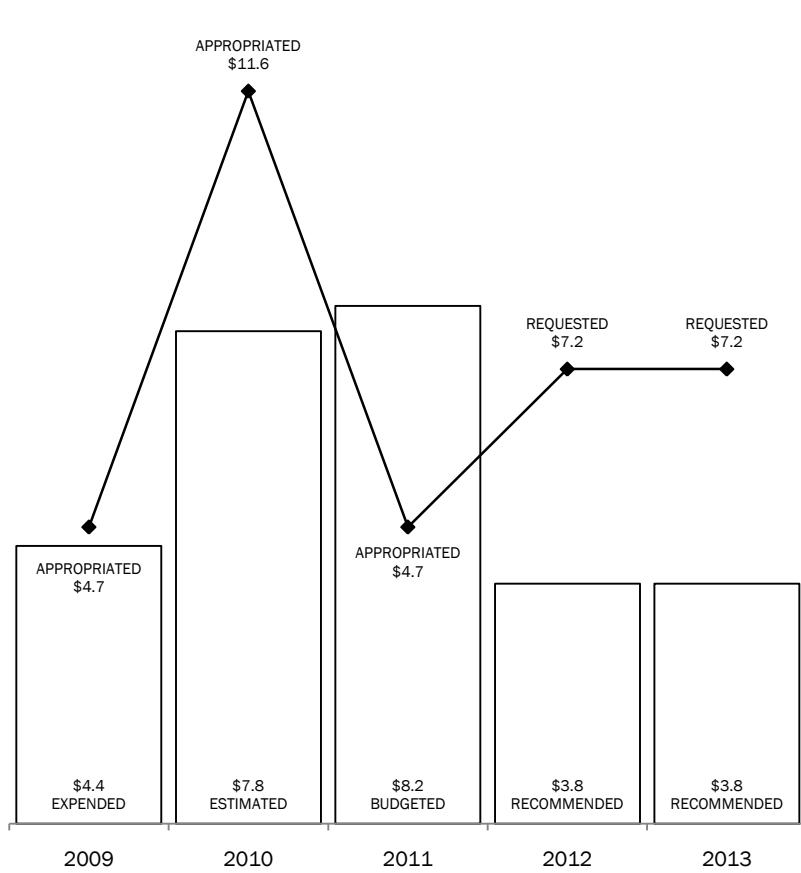 APPROPRIATED
$11.6
REQUESTED
$7.2
REQUESTED
$7.2
APPROPRIATED
$4.7
APPROPRIATED
$4.7
$4.4
EXPENDED
$7.8
ESTIMATED
$8.2
BUDGETED
$3.8
RECOMMENDED
$3.8
RECOMMENDED
2009
2010
2011
2012
2013